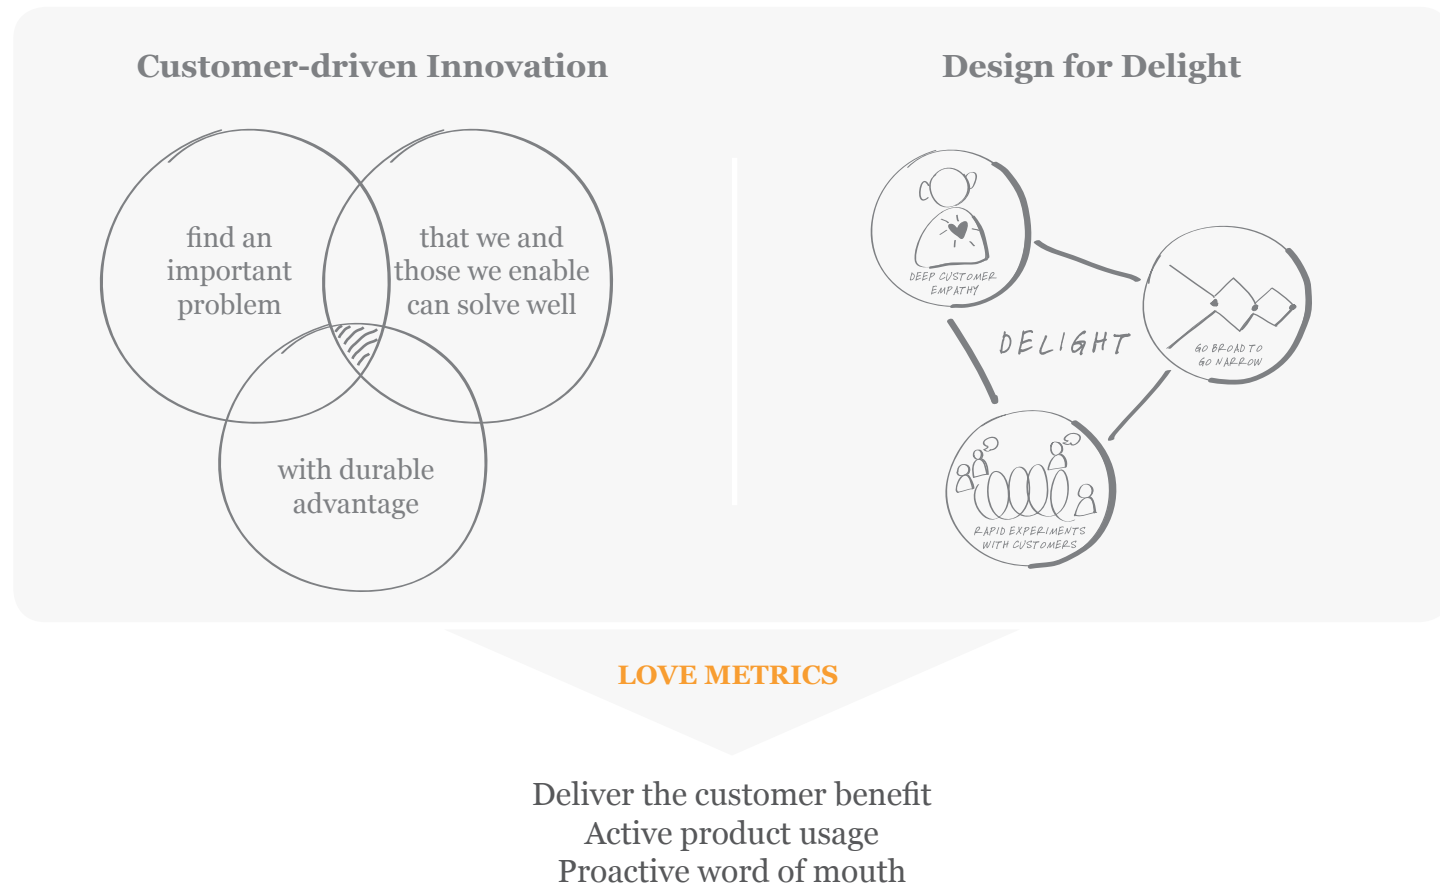 Customer-driven Innovation
find an
important
problem
that we and
those we enable
can solve well
with durable
advantage
Design for Delight
DEEP CUSTOMER
EMPATHY
DELIGHT
GO BROAD TO
GO NARROW
RAPID EXPERIMENTS
WITH CUSTOMERS
LOVE METRICS
Deliver the customer benefit
Active product usage
Proactive word of mouth